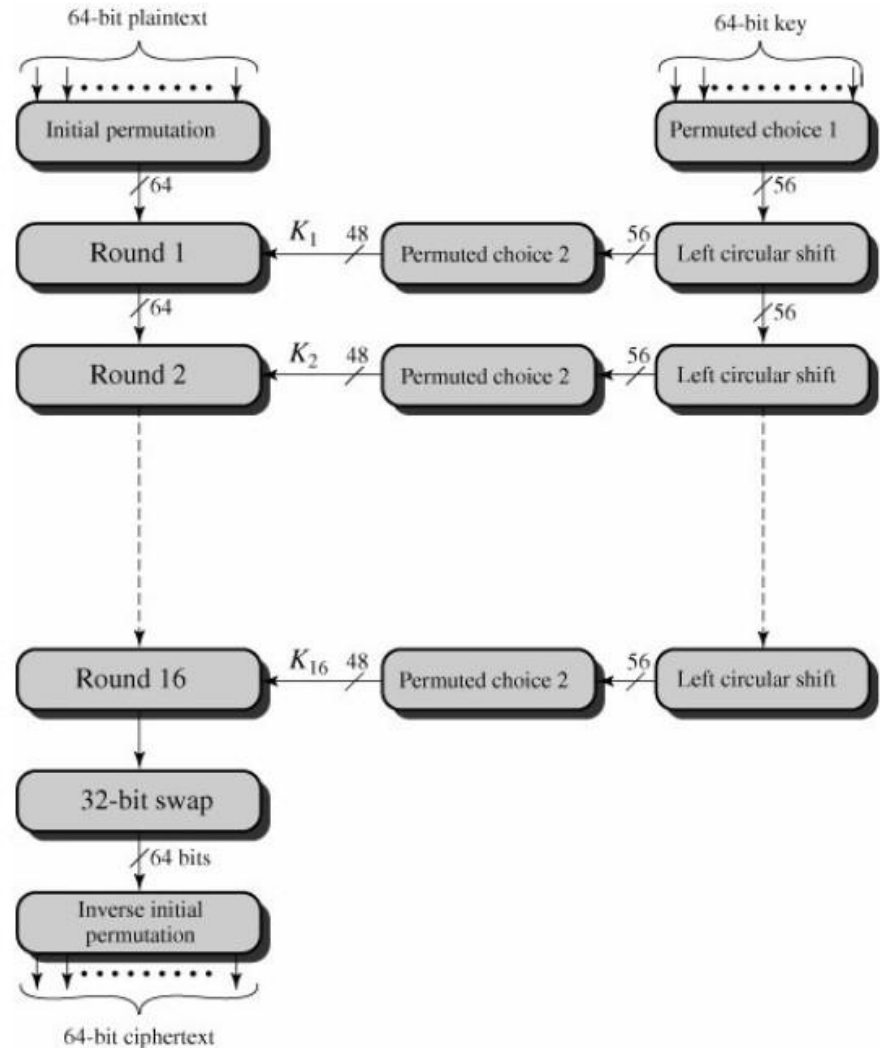 64-bit plaintext
64-bit key
Initial permutation
Permuted choice 1
64
56
Round 1
K1
48
Permuted choice 2
56
Left circular shift
64
56
Round 2
K2
48
Permuted choice 2
56
Left circular shift
Round 16
K16
48
Permuted choice 2
56
Left circular shift
32-bit swap
64 bits
Inverse initial
permutation
64-bit ciphertext